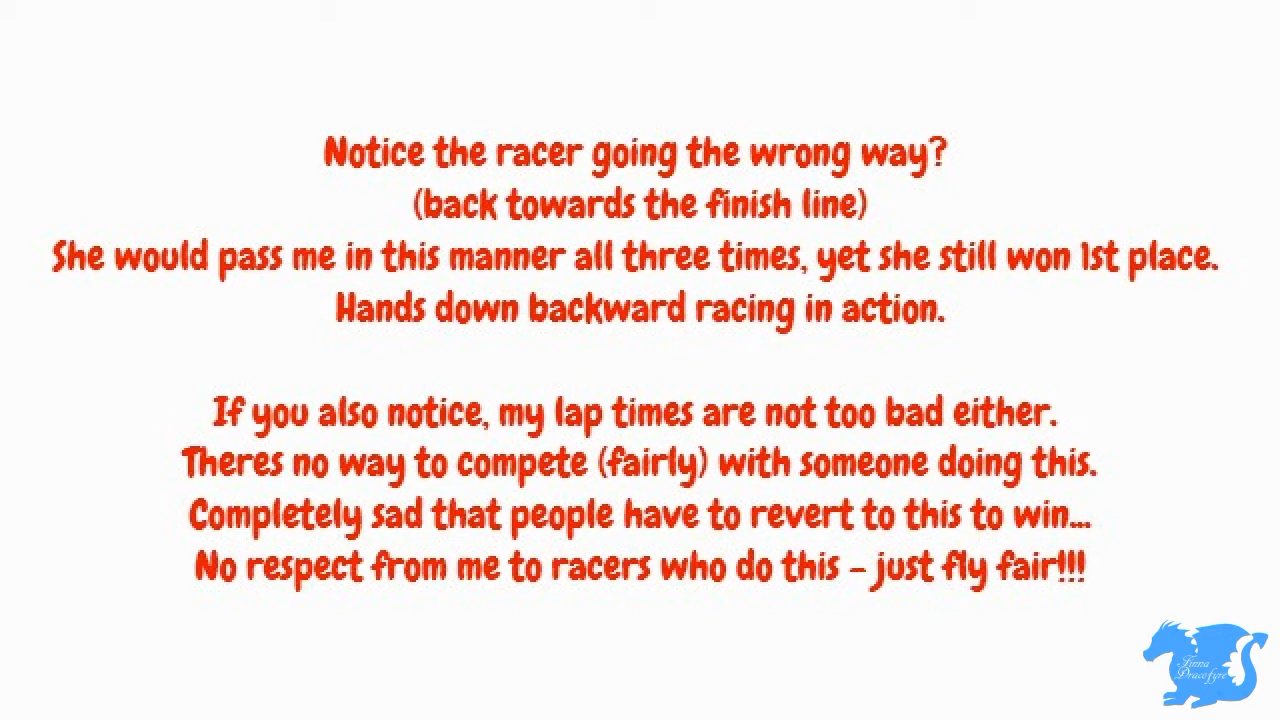 Notice the racer going the wrong way?
(back towards the finish line)
She would pass me in this manner all three times, yet she still won 1st place.
Hands down backward racing in action.
If you also notice, my lap times are not too bad either.
Theres no way to compete (fairly) with someone doing this.
Completely sad that people have to revert to this to win...
No respect from me to racers who do this - just fly fair!!!
Dracofyre